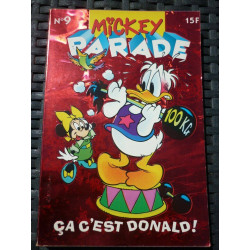 N°9
MICKEY
15F
PARADE
100 KG
ÇA C'EST DONALD!